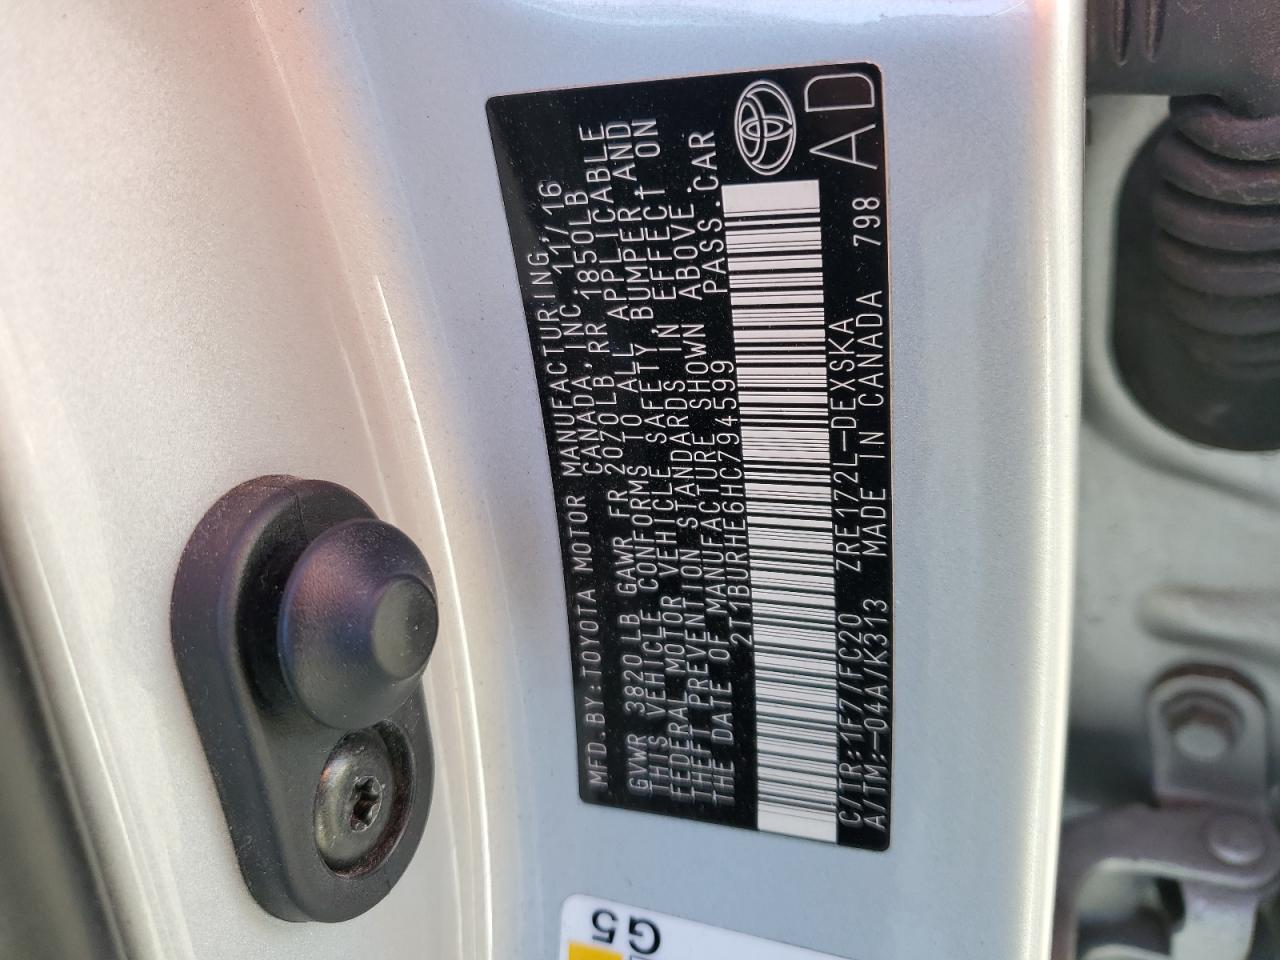 MFD.BY:TOYOTA MOTOR MANUFACTURING,
CANADA,INC. 11/16
GVWR 3820LB GAWR FR 2070LB, RR 1850LB
THIS VEHICLE CONFORMS TO ALL APPLICABLE
FEDERAL MOTOR VEHICLE SAFETY, BUMPER, AND
THEFT PREVENTION STANDARDS IN EFFECT ON
THE DATE OF MANUFACTURE SHOWN ABOVE.
2T1BURHE6HC794599 PASS.CAR
C/TR:1F7/FC20 ZRE172L-DEXSKA
A/TM:-04A/K313 MADE IN CANADA 798
AD
G5